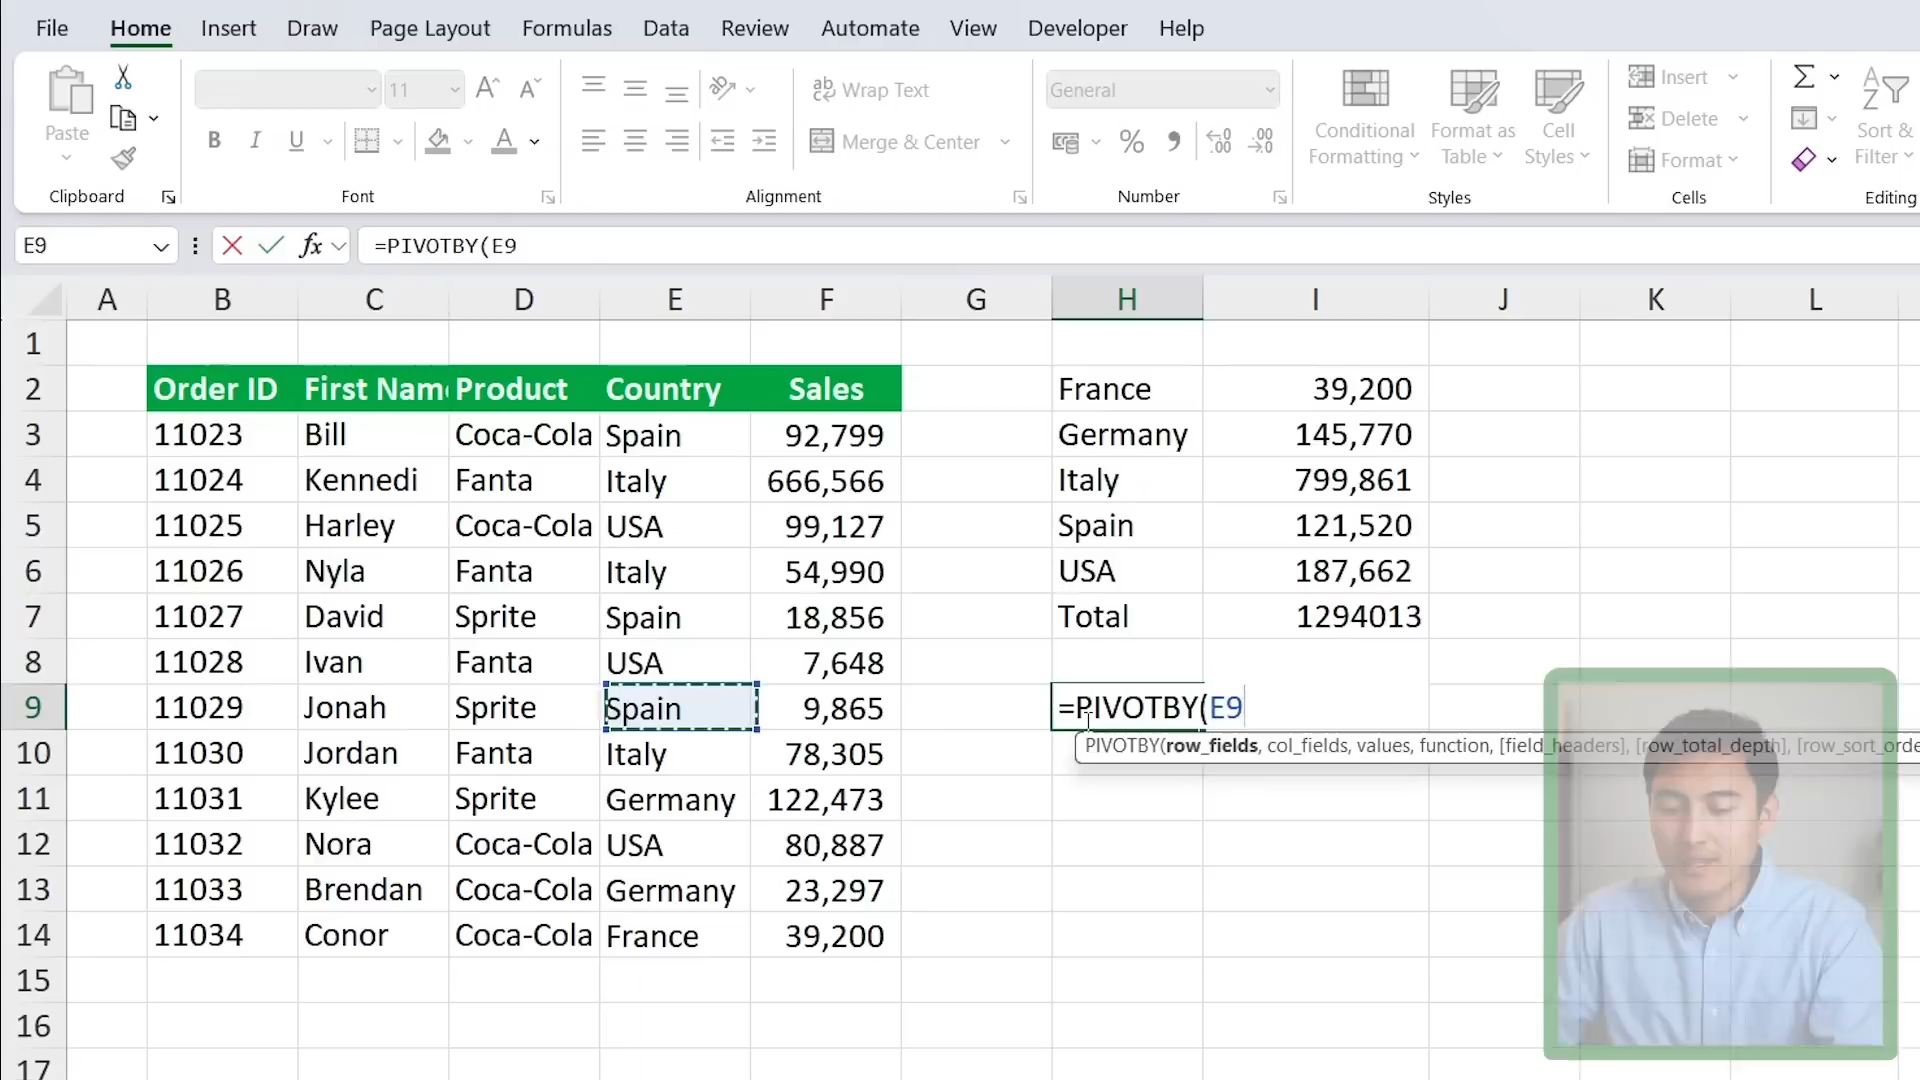 File Home Insert Draw Page Layout Formulas Data Review Automate View Developer Help
Paste
Clipboard
11
B I U
Font
Wrap Text
Merge & Center
Alignment
General
Number
Conditional Formatting
Format as Table
Cell Styles
Styles
Insert
Delete
Format
Cells
Sort &
Filter
Editing
E9 fx =PIVOTBY(E9
A B C D E F G H I J K L
1
2 Order ID First Nam Product Country Sales France 39,200
3 11023 Bill Coca-Cola Spain 92,799 Germany 145,770
4 11024 Kennedi Fanta Italy 666,566 Italy 799,861
5 11025 Harley Coca-Cola USA 99,127 Spain 121,520
6 11026 Nyla Fanta Italy 54,990 USA 187,662
7 11027 David Sprite Spain 18,856 Total 1294013
8 11028 Ivan Fanta USA 7,648
9 11029 Jonah Sprite Spain 9,865 =PIVOTBY(E9
PIVOTBY(row_fields, col_fields, values, function, [field_headers], [row_total_depth], [row_sort_orde
10 11030 Jordan Fanta Italy 78,305
11 11031 Kylee Sprite Germany 122,473
12 11032 Nora Coca-Cola USA 80,887
13 11033 Brendan Coca-Cola Germany 23,297
14 11034 Conor Coca-Cola France 39,200
15
16
17